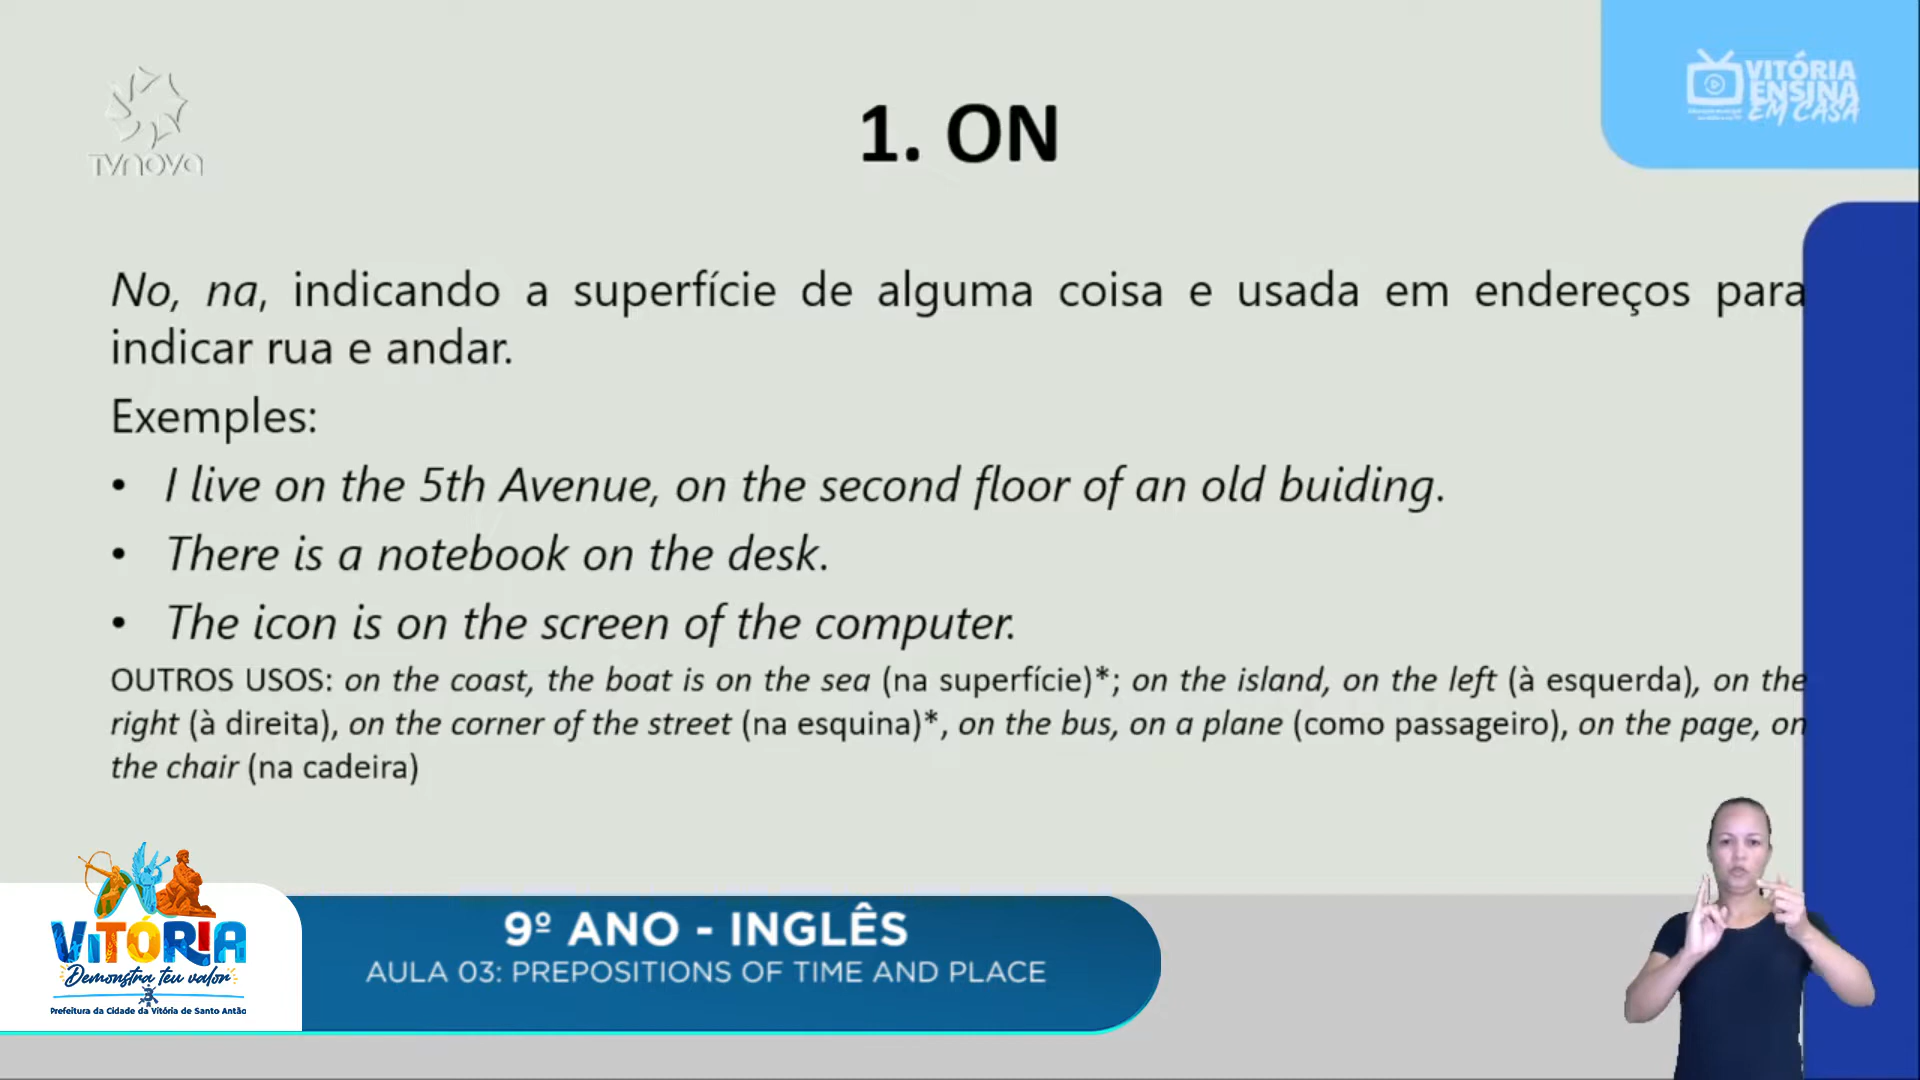 TVNOVA
VITÓRIA
ENSINA
EM CASA
1. ON
No, na, indicando a superfície de alguma coisa e usada em endereços para
indicar rua e andar.
Exemples:
• I live on the 5th Avenue, on the second floor of an old buiding.
• There is a notebook on the desk.
• The icon is on the screen of the computer.
OUTROS USOS: on the coast, the boat is on the sea (na superfície)*; on the island, on the left (à esquerda), on the
right (à direita), on the corner of the street (na esquina)*, on the bus, on a plane (como passageiro), on the page, on
the chair (na cadeira)
VITÓRIA
Demonstra teu valor
Prefeitura da Cidade da Vitória de Santo Antão
9º ANO - INGLÊS
AULA 03: PREPOSITIONS OF TIME AND PLACE